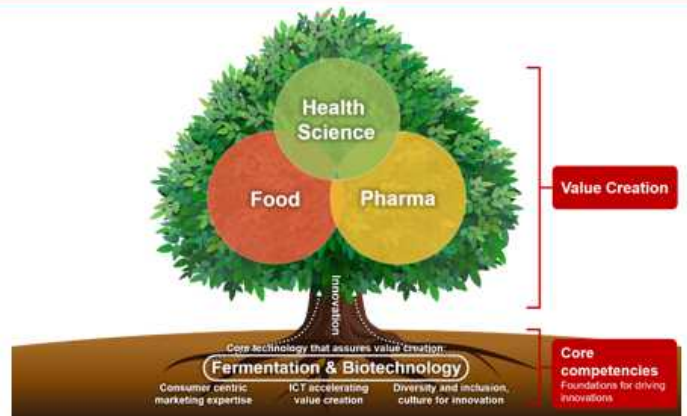 Health
Science
Food
Pharma
Value Creation
Innovation
Core technology that assures value creation:
Fermentation & Biotechnology
Consumer centric
marketing expertise
ICT accelerating
value creation
Diversity and inclusion,
culture for innovation
Core
competencies
Foundations for driving
innovations